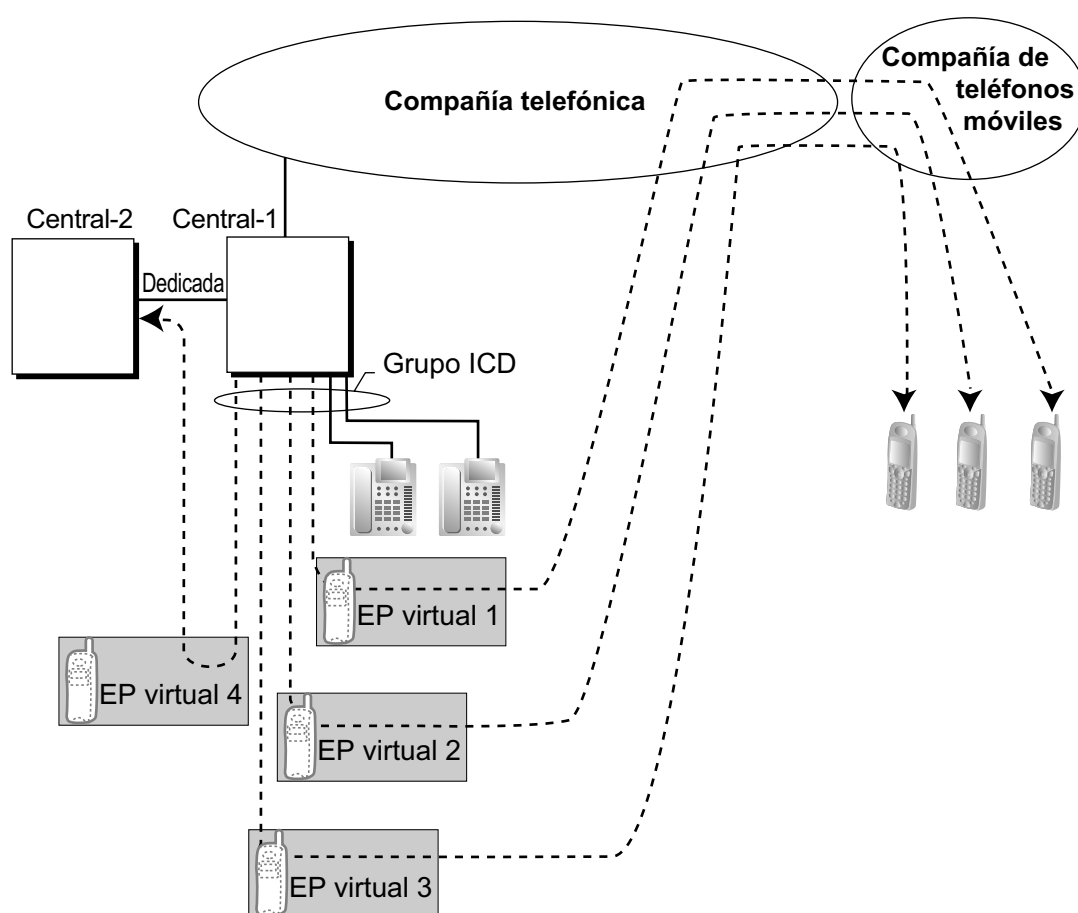 Compañía telefónica
Compañía de
teléfonos
móviles
Central-2
Central-1
Dedicada
Grupo ICD
EP virtual 1
EP virtual 4
EP virtual 2
EP virtual 3